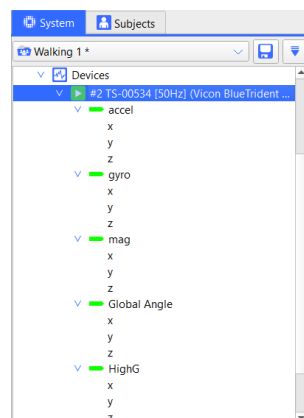 System Subjects
Walking 1 *
Devices
#2 TS-00534 [50Hz] (Vicon BlueTrident ...
accel
x
y
z
gyro
x
y
z
mag
x
y
z
Global Angle
x
y
z
HighG
x
y
z